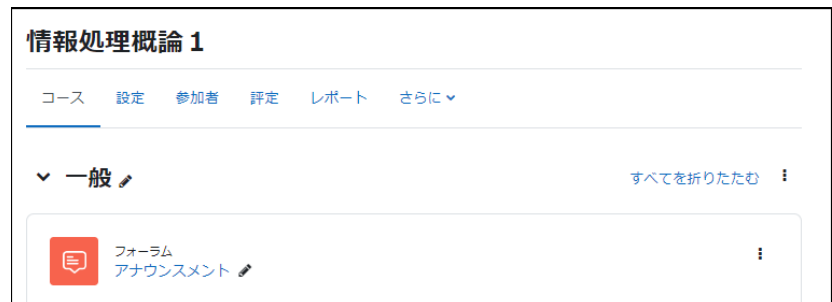 情報処理概論1
コース 設定 参加者 評定 レポート さらに
一般 すべてを折りたたむ
フォーラム
アナウンスメント